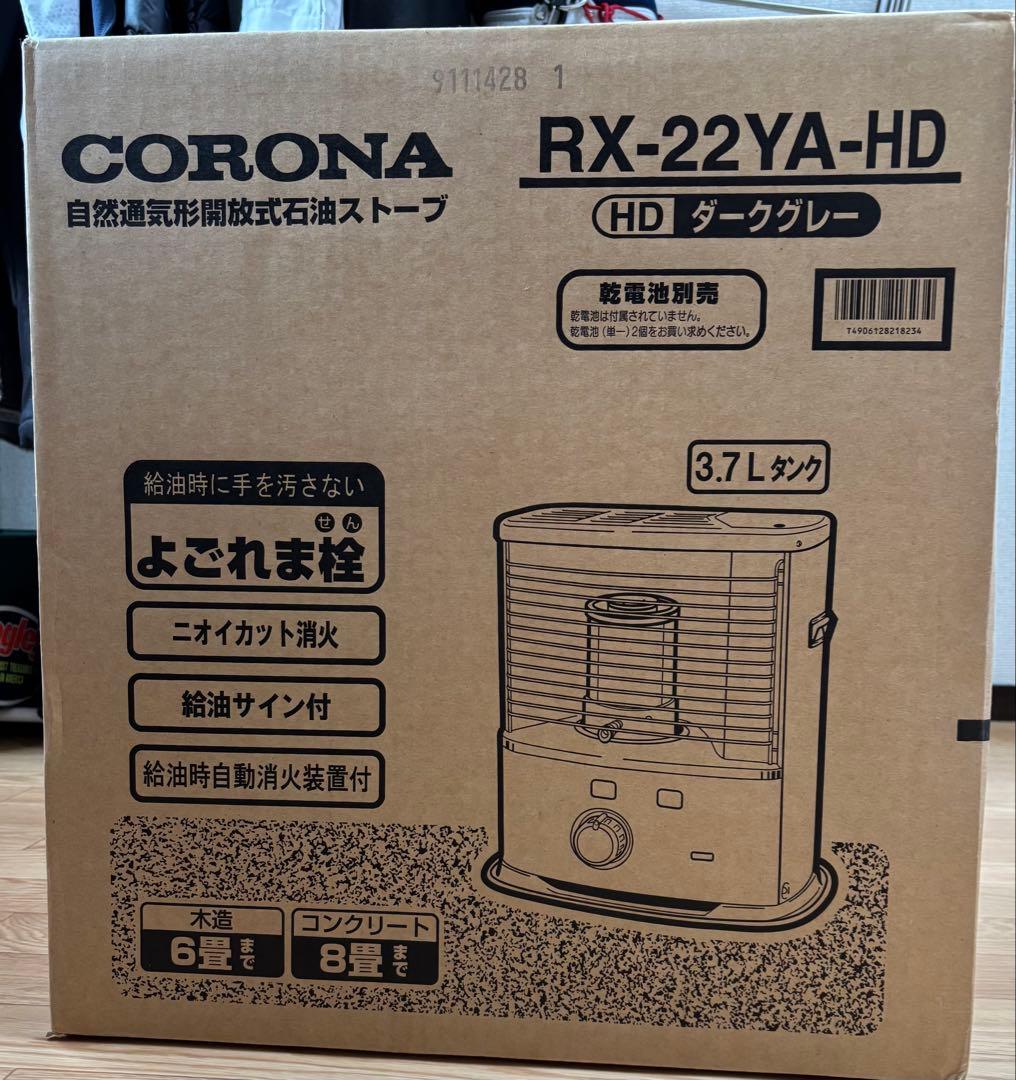 9111428 1
CORONA
自然通気形開放式石油ストーブ
RX-22YA-HD
HD ダークグレー
乾電池別売
乾電池は付属されていません。
乾電池(単一)2個をお買い求めください。
T4906128218234
3.7Lタンク
給油時に手を汚さない
せん
よごれま栓
ニオイカット消火
給油サイン付
給油時自動消火装置付
木造
6畳まで
コンクリート
8畳まで